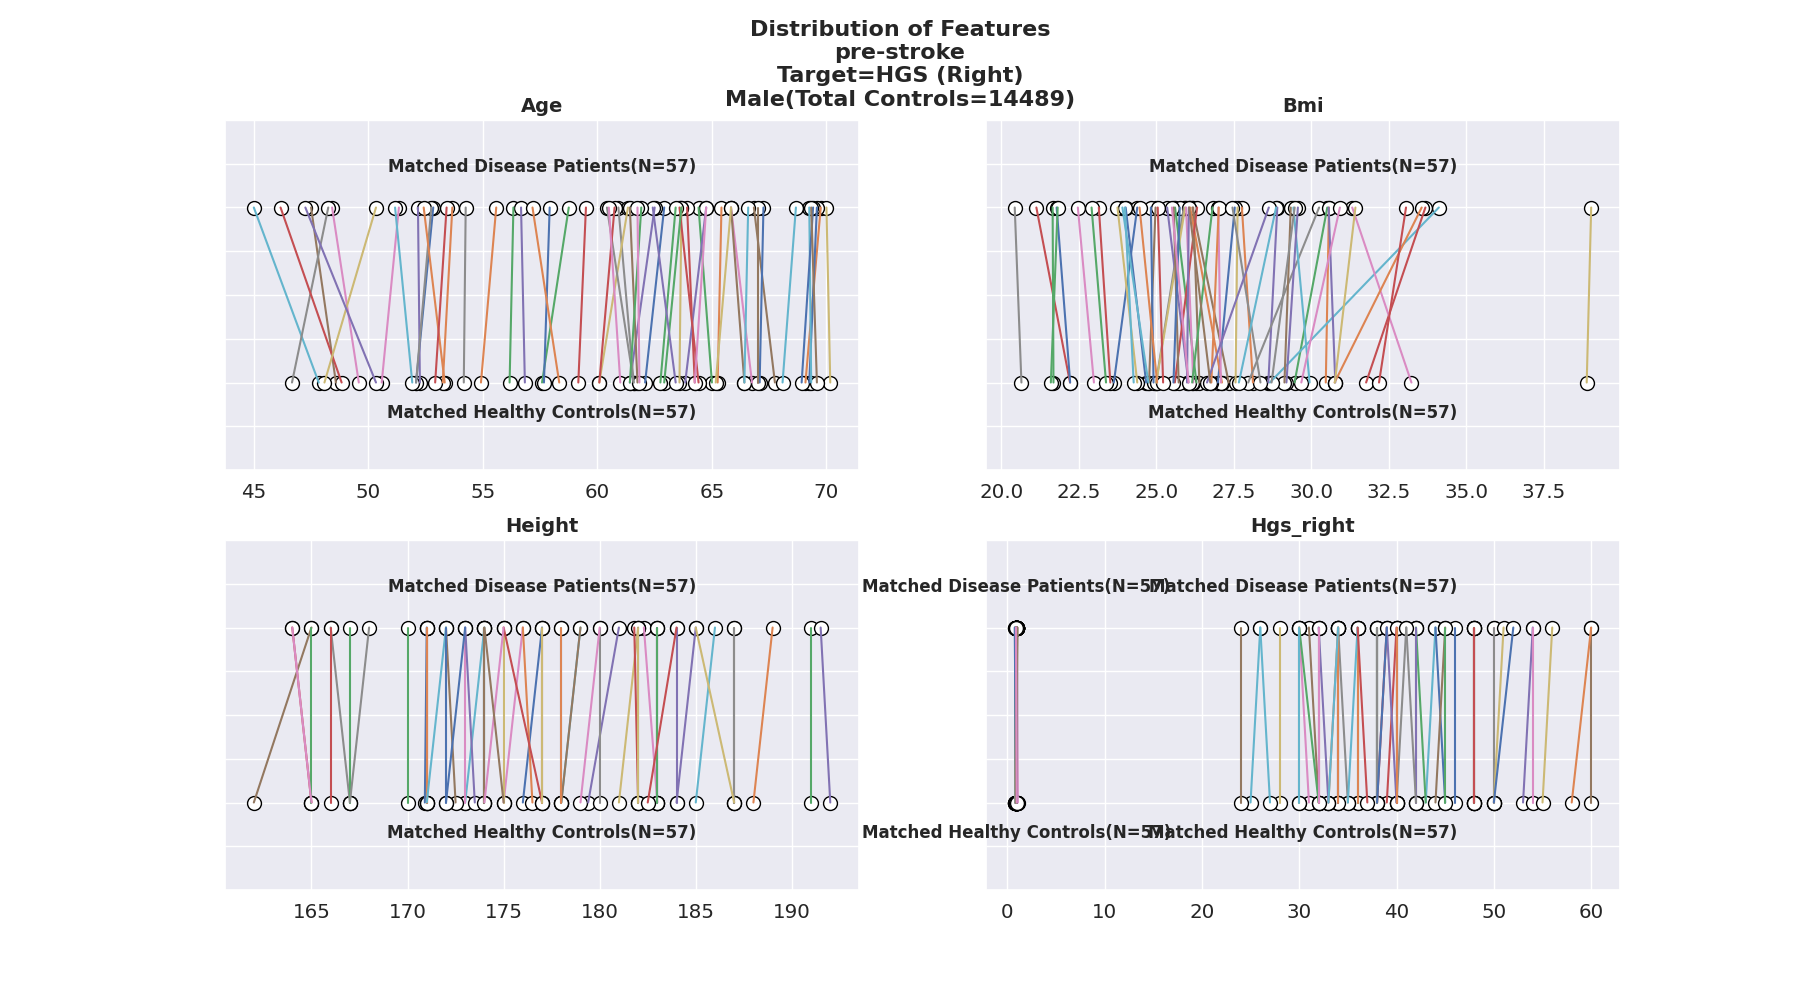 Distribution of Features
pre-stroke
Target=HGS (Right)
Male(Total Controls=14489)
Age
Matched Disease Patients(N=57)
Matched Healthy Controls(N=57)
45 50 55 60 65 70
Bmi
Matched Disease Patients(N=57)
Matched Healthy Controls(N=57)
20.0 22.5 25.0 27.5 30.0 32.5 35.0 37.5
Height
Matched Disease Patients(N=57)
Matched Healthy Controls(N=57)
165 170 175 180 185 190
Hgs_right
Matched Disease Patients(N=57) Matched Disease Patients(N=57)
Matched Healthy Controls(N=57) Matched Healthy Controls(N=57)
0 10 20 30 40 50 60